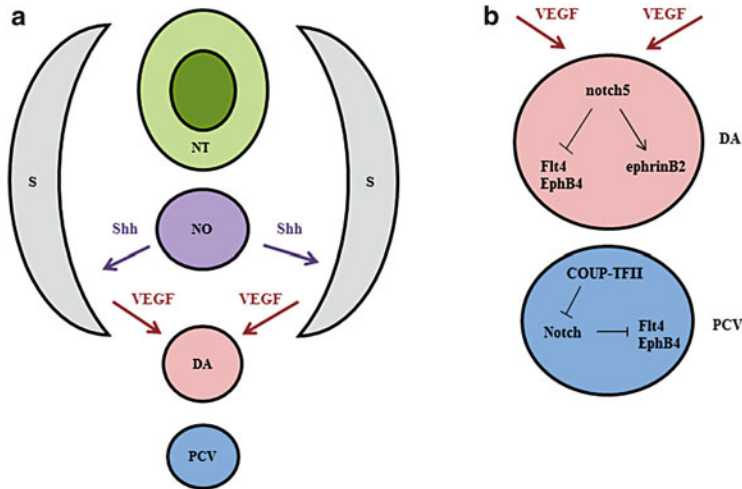 a
NT
S
S
Shh
NO
Shh
VEGF
VEGF
DA
PCV
b
VEGF
VEGF
notch5
DA
Flt4
EphB4
ephrinB2
COUP-TFII
Notch
Flt4
EphB4
PCV